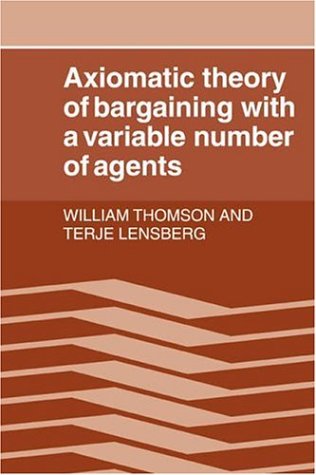 Axiomatic theory
of bargaining with
a variable number
of agents
WILLIAM THOMSON AND
TERJE LENSBERG